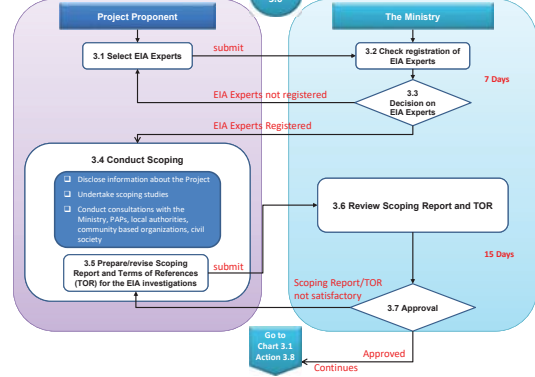 3.0
Project Proponent
The Ministry
3.1 Select EIA Experts
submit
3.2 Check registration of
EIA Experts
7 Days
3.3
Decision on
EIA Experts
EIA Experts not registered
EIA Experts Registered
3.4 Conduct Scoping
Disclose information about the Project
Undertake scoping studies
Conduct consultations with the
Ministry, PAPs, local authorities,
community based organizations, civil
society
3.5 Prepare/revise Scoping
Report and Terms of References
(TOR) for the EIA investigations
submit
3.6 Review Scoping Report and TOR
15 Days
Scoping Report/TOR
not satisfactory
3.7 Approval
Go to
Chart 3.1
Action 3.8
Approved
Continues